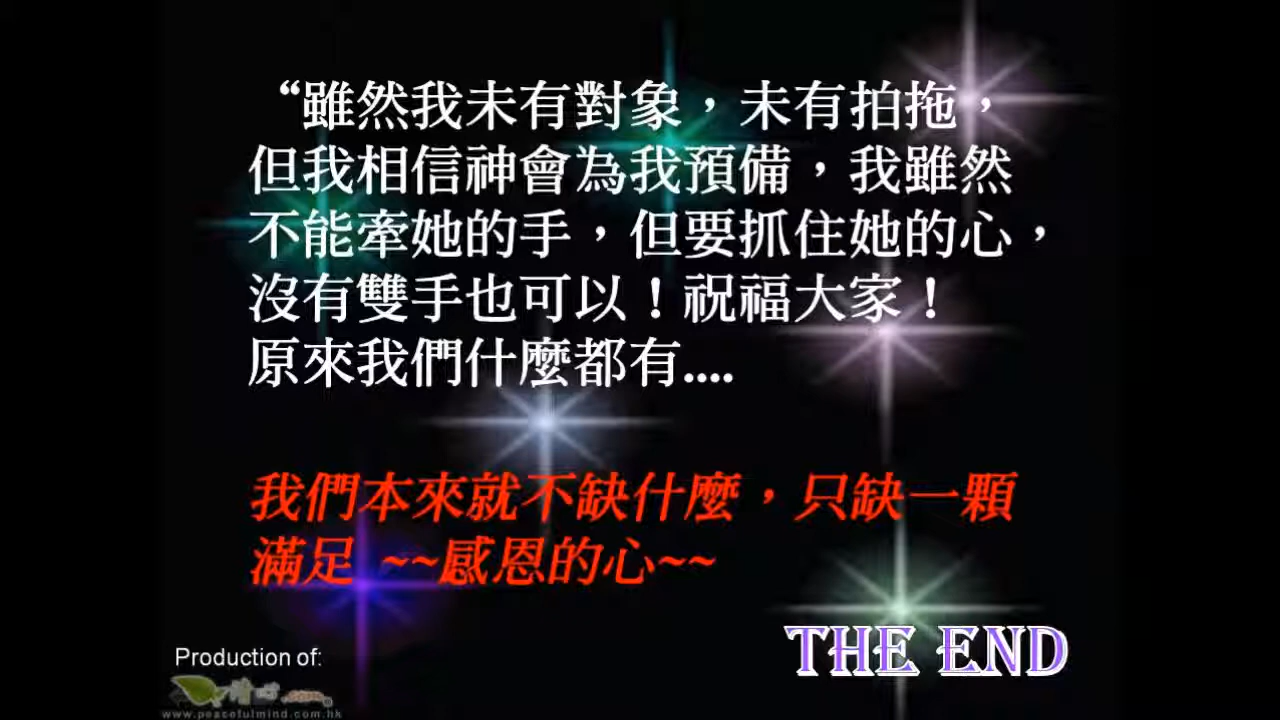 “雖然我未有對象，未有拍拖，
但我相信神會為我預備，我雖然
不能牽她的手，但要抓住她的心，
沒有雙手也可以！祝福大家！
原來我們什麼都有....
我們本來就不缺什麼，只缺一顆
滿足 ~~感恩的心~~
THE END
Production of:
.com
www.peacefulmind.com.hk